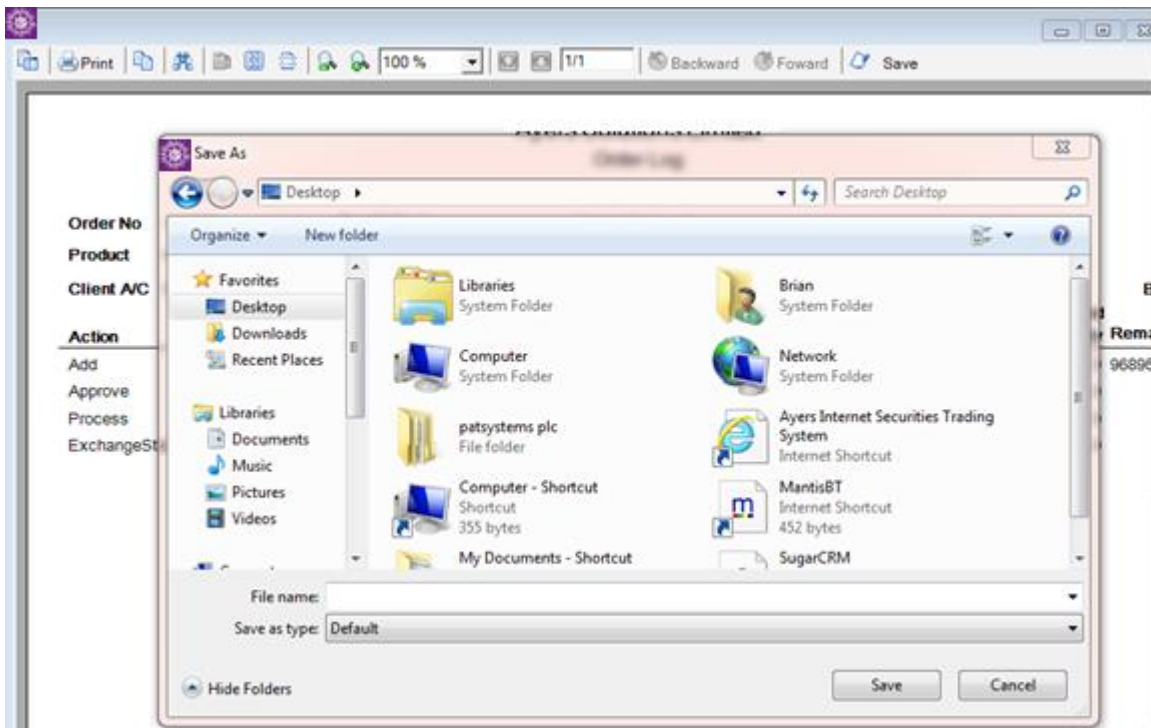 Print 100 % 1/1 Backward Foward Save
Save As
Order Log
Desktop Search Desktop
Order No
Organize New folder
Product
Client A/C
Action
Rema
Add
96895
Approve
Process
ExchangeSt
Favorites
Desktop
Downloads
Recent Places
Libraries
Documents
Music
Pictures
Videos
Libraries
System Folder
Brian
System Folder
Computer
System Folder
Network
System Folder
patsystems plc
File folder
Ayers Internet Securities Trading
System
Internet Shortcut
Computer - Shortcut
Shortcut
355 bytes
MantisBT
Internet Shortcut
452 bytes
My Documents - Shortcut
SugarCRM
File name:
Save as type: Default
Hide Folders Save Cancel